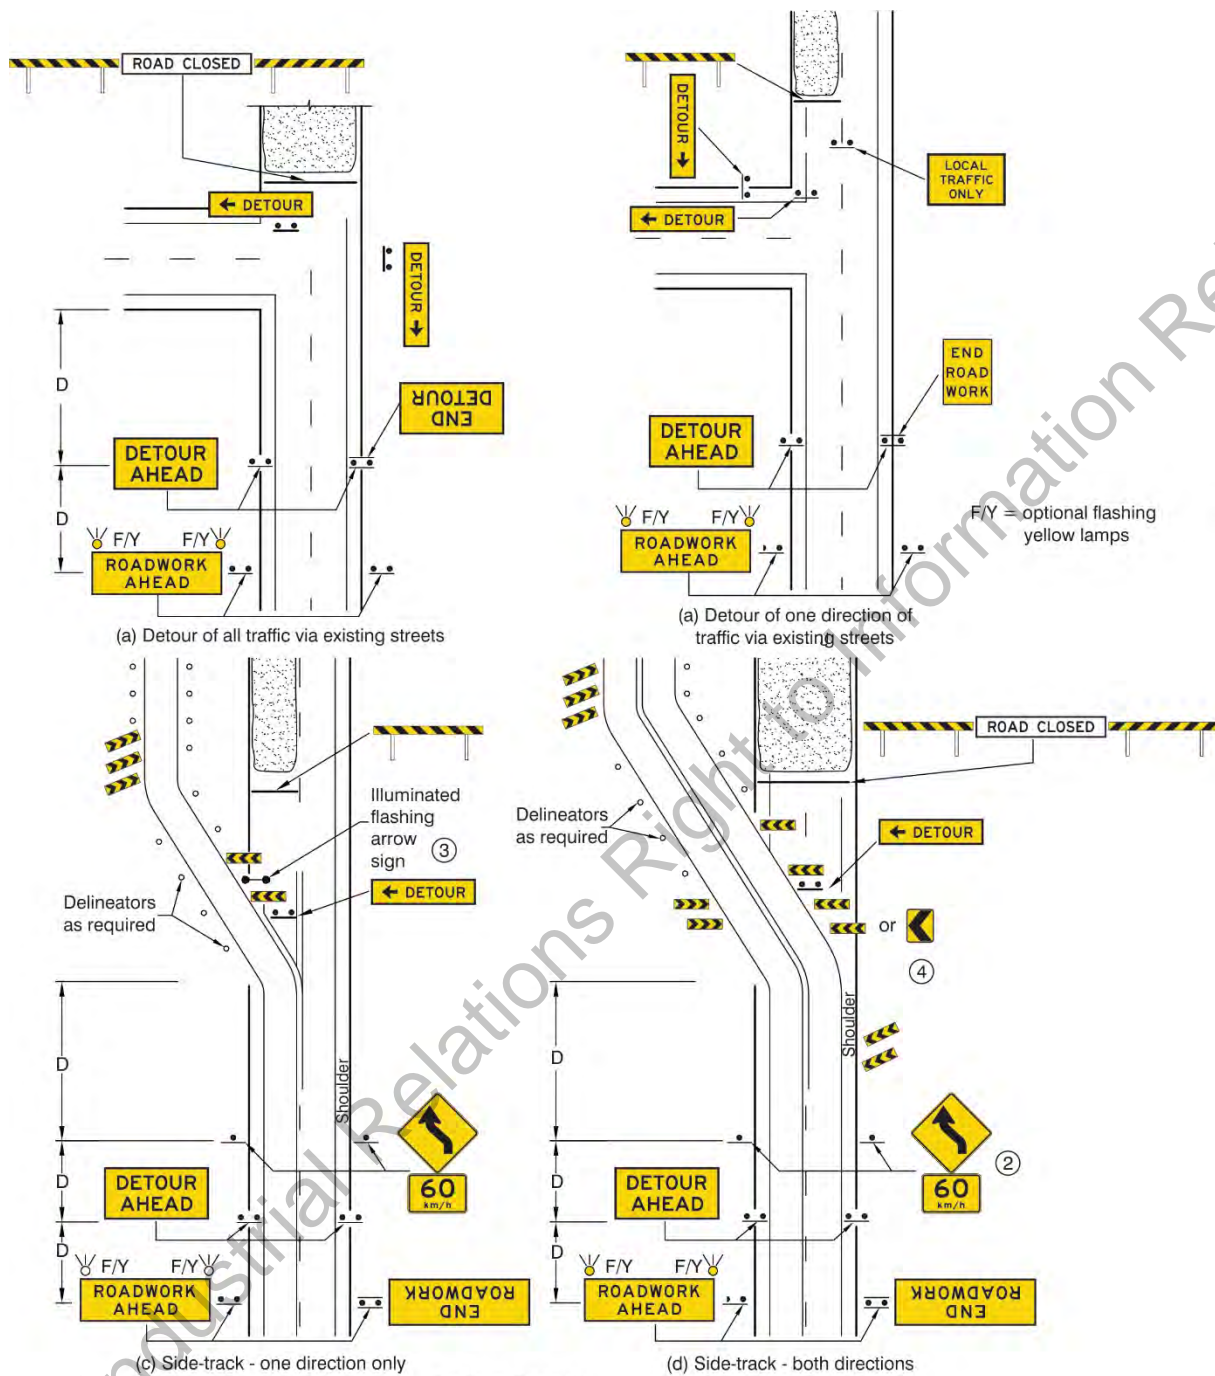 ROAD CLOSED
DETOUR
DETOUR
D
D
END
DETOUR
DETOUR
AHEAD
F/Y F/Y
ROADWORK
AHEAD
(a) Detour of all traffic via existing streets
DETOUR
LOCAL
TRAFFIC
ONLY
DETOUR
END
ROAD
WORK
DETOUR
AHEAD
F/Y F/Y
ROADWORK
AHEAD
F/Y = optional flashing
yellow lamps
(a) Detour of one direction of
traffic via existing streets
Illuminated
flashing
arrow
sign
3
DETOUR
Delineators
as required
D
D
D
Shoulder
60
km/h
DETOUR
AHEAD
F/Y F/Y
ROADWORK
AHEAD
END
ROADWORK
(c) Side-track - one direction only
ROAD CLOSED
Delineators
as required
DETOUR
or
4
D
D
D
Shoulder
2
60
km/h
DETOUR
AHEAD
F/Y F/Y
ROADWORK
AHEAD
END
ROADWORK
(d) Side-track - both directions
Industrial Relations Right to Information Re